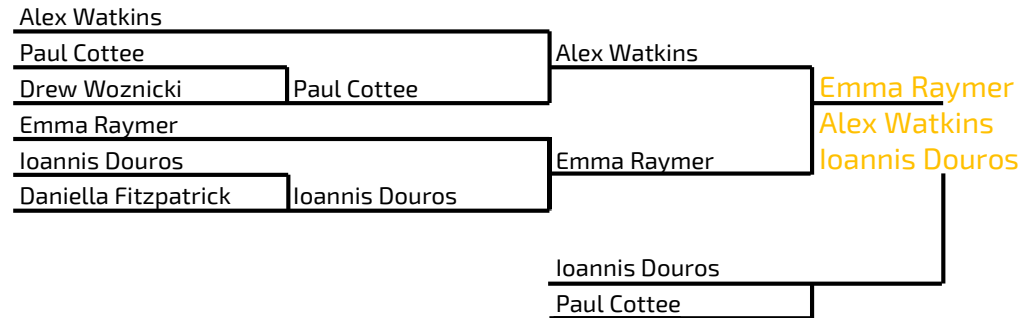 Alex Watkins
Paul Cottee
Drew Woznicki
Emma Raymer
Ioannis Douros
Daniella Fitzpatrick
Paul Cottee
Ioannis Douros
Alex Watkins
Emma Raymer
Ioannis Douros
Paul Cottee
Emma Raymer
Alex Watkins
Ioannis Douros